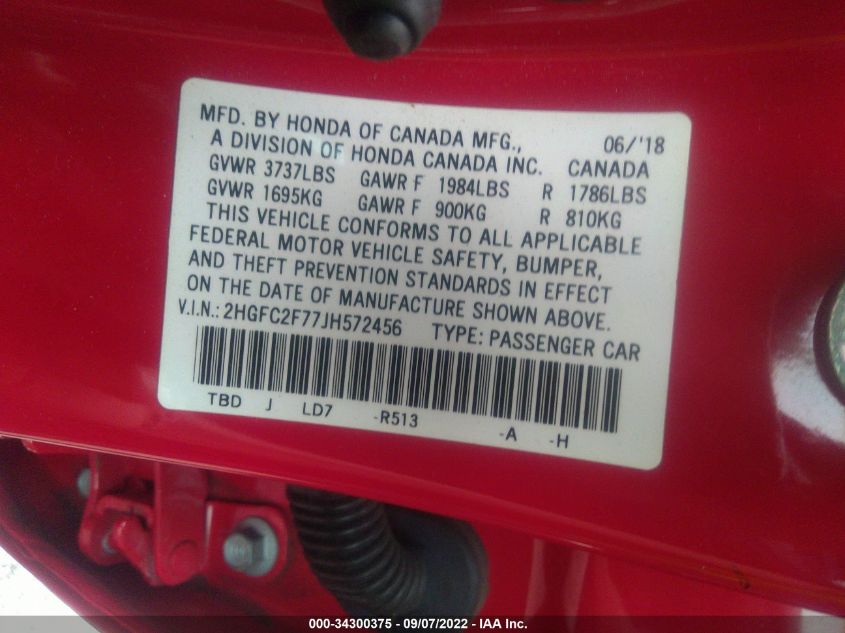 MFD. BY HONDA OF CANADA MFG., 06/'18
A DIVISION OF HONDA CANADA INC. CANADA
GVWR 3737LBS GAWR F 1984LBS R 1786LBS
GVWR 1695KG GAWR F 900KG R 810KG
THIS VEHICLE CONFORMS TO ALL APPLICABLE
FEDERAL MOTOR VEHICLE SAFETY, BUMPER,
AND THEFT PREVENTION STANDARDS IN EFFECT
ON THE DATE OF MANUFACTURE SHOWN ABOVE.
V.I.N.: 2HGFC2F77JH572456 TYPE: PASSENGER CAR
TBD J LD7 -R513 -A -H
000-34300375 - 09/07/2022 - IAA Inc.